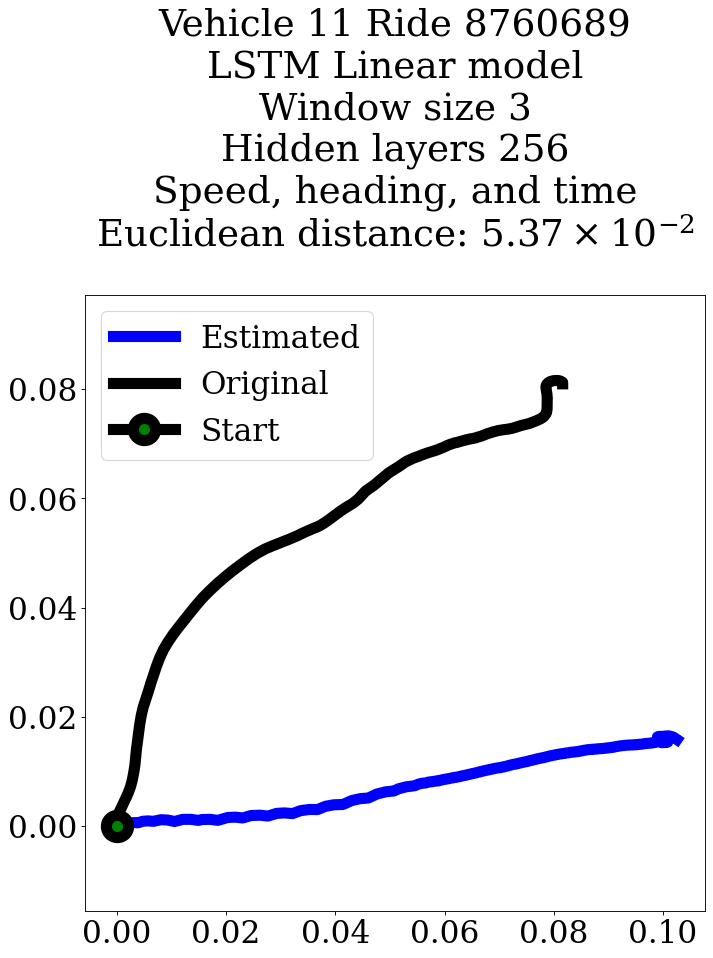 Vehicle 11 Ride 8760689
LSTM Linear model
Window size 3
Hidden layers 256
Speed, heading, and time
Euclidean distance: 5.37 × 10⁻²
Estimated
Original
Start
0.08
0.06
0.04
0.02
0.00
0.00 0.02 0.04 0.06 0.08 0.10